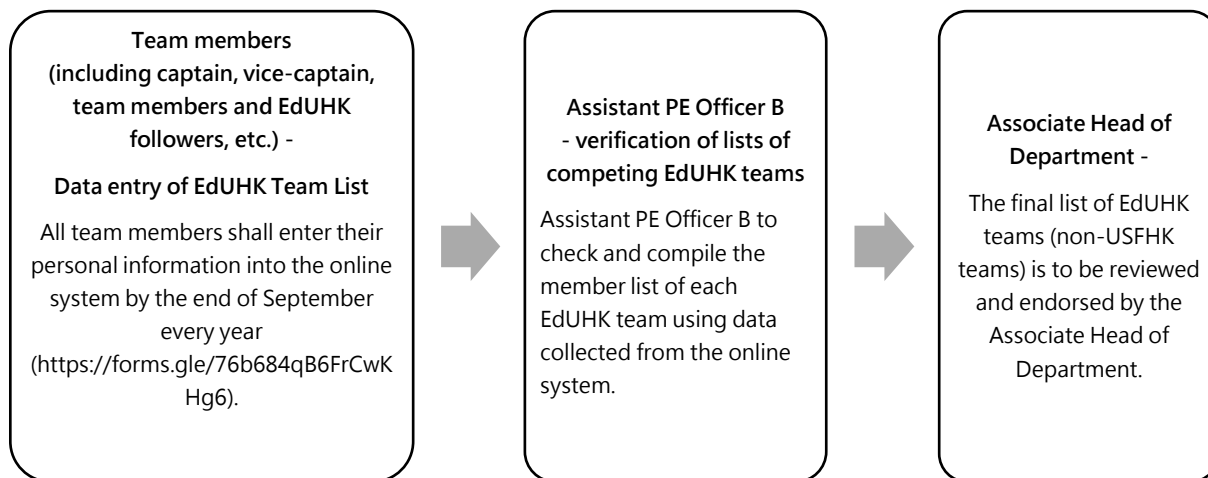 Team members
(including captain, vice-captain,
team members and EdUHK
followers, etc.) -
Data entry of EdUHK Team List
All team members shall enter their
personal information into the online
system by the end of September
every year
(https://forms.gle/76b684qB6FrCwK
Hg6).
Assistant PE Officer B
- verification of lists of
competing EdUHK teams
Assistant PE Officer B to
check and compile the
member list of each
EdUHK team using data
collected from the online
system.
Associate Head of
Department -
The final list of EdUHK
teams (non-USFHK
teams) is to be reviewed
and endorsed by the
Associate Head of
Department.